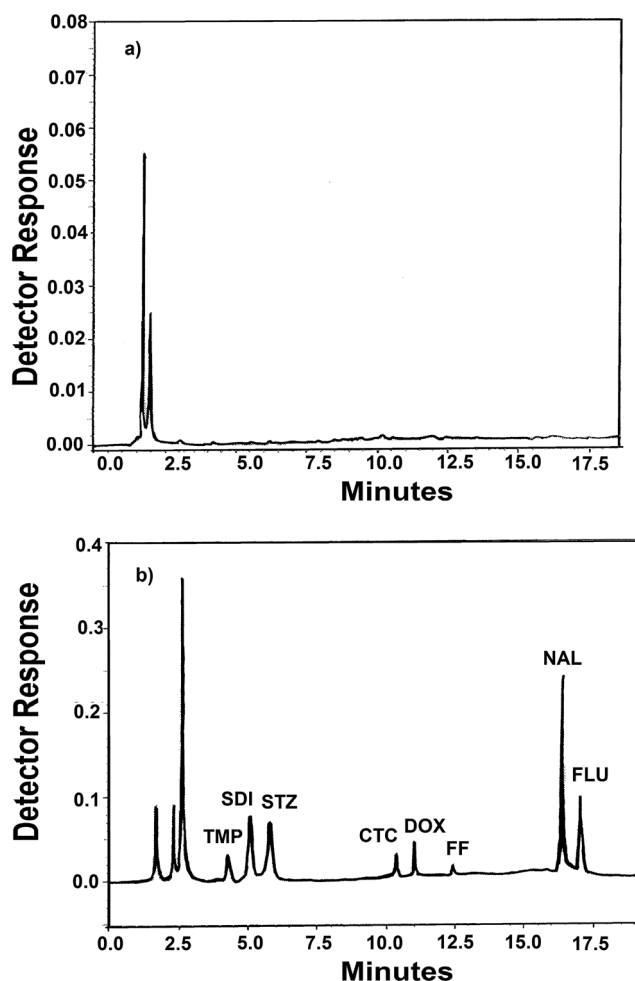 a)
0.08
0.07
0.06
0.05
0.04
0.03
0.02
0.01
0.00
Detector Response
0.0 2.5 5.0 7.5 10.0 12.5 15.0 17.5
Minutes
b)
0.4
0.3
0.2
0.1
0.0
Detector Response
NAL
FLU
SDI STZ
TMP
CTC DOX FF
0.0 2.5 5.0 7.5 10.0 12.5 15.0 17.5
Minutes